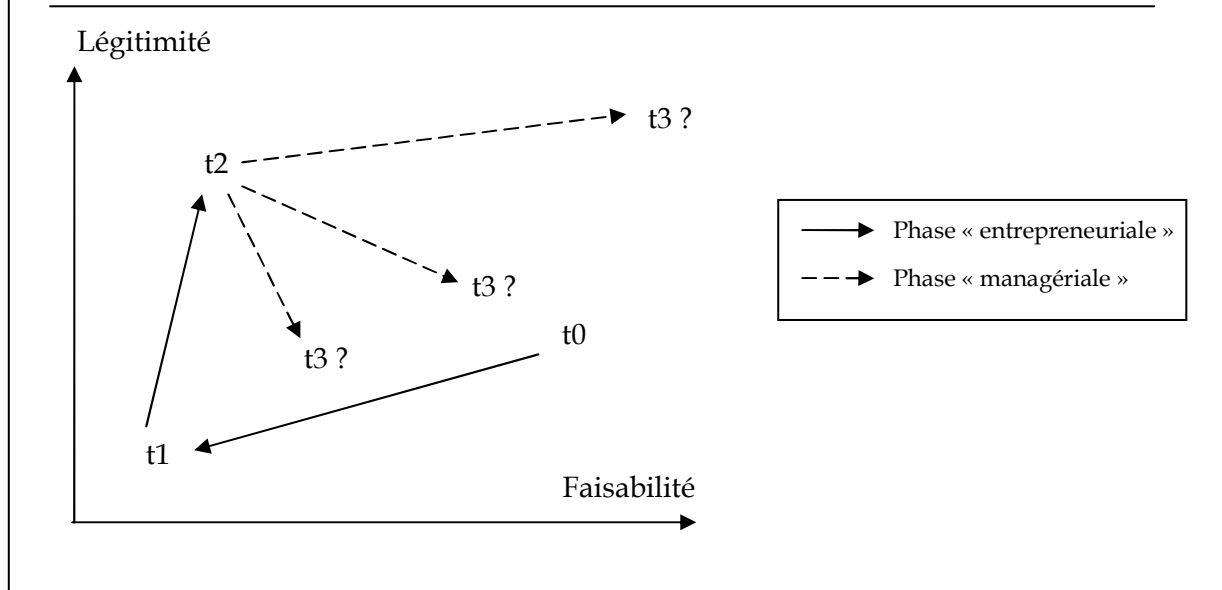 Légitimité
t3 ?
t2
Phase « entrepreneuriale »
Phase « managériale »
t3 ?
t0
t3 ?
t1
Faisabilité